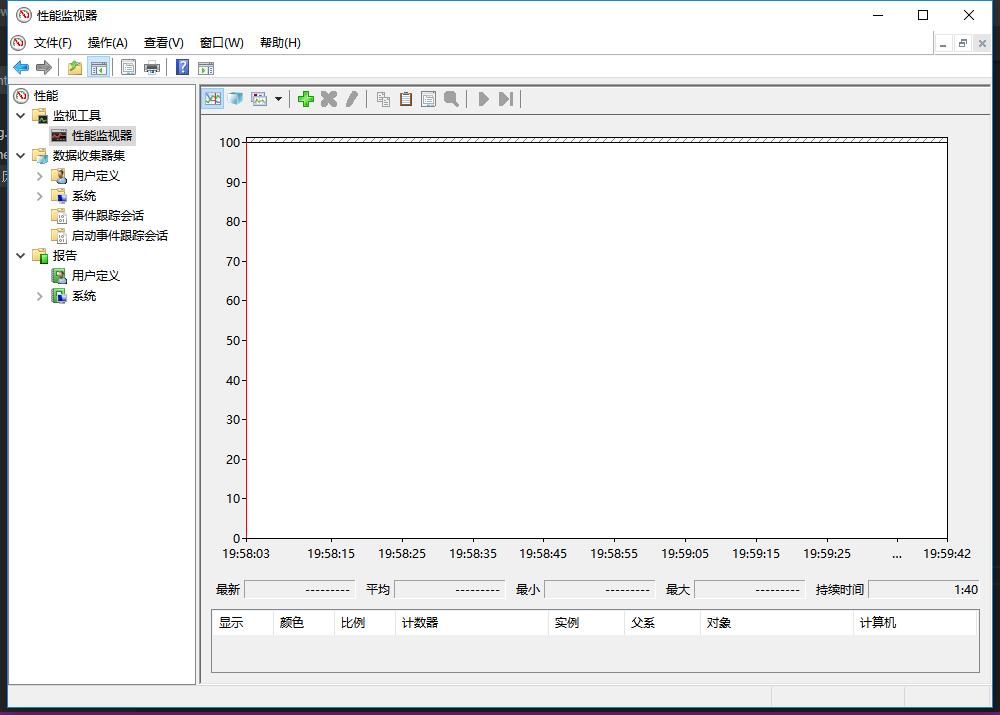 性能监视器
文件(F) 操作(A) 查看(V) 窗口(W) 帮助(H)
性能
监视工具
性能监视器
数据收集器集
用户定义
系统
事件跟踪会话
启动事件跟踪会话
报告
用户定义
系统
100
90
80
70
60
50
40
30
20
10
0
19:58:03 19:58:15 19:58:25 19:58:35 19:58:45 19:58:55 19:59:05 19:59:15 19:59:25 ... 19:59:42
最新 --------- 平均 --------- 最小 --------- 最大 --------- 持续时间 1:40
显示 颜色 比例 计数器 实例 父系 对象 计算机